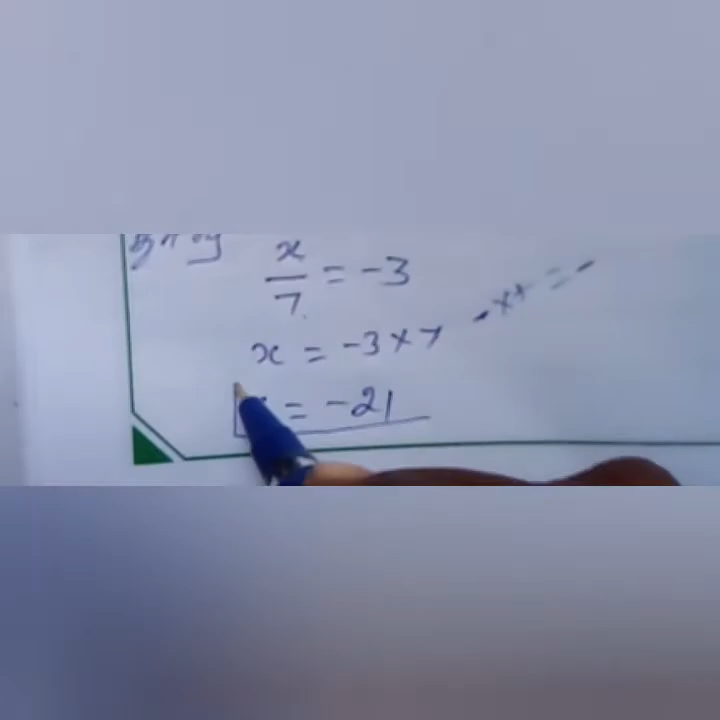 x/7 = -3
x = -3 × 7 - × + = -
= -21